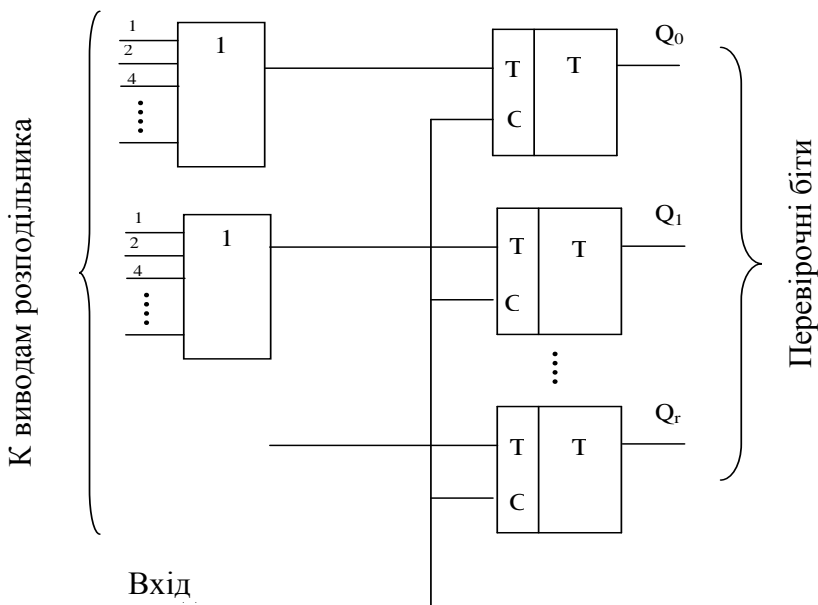 К виводам розподільника
1
2
4
1
T
C
T
Q0
1
2
4
1
T
C
T
Q1
T
C
T
Qr
Перевірочні біти
Вхід